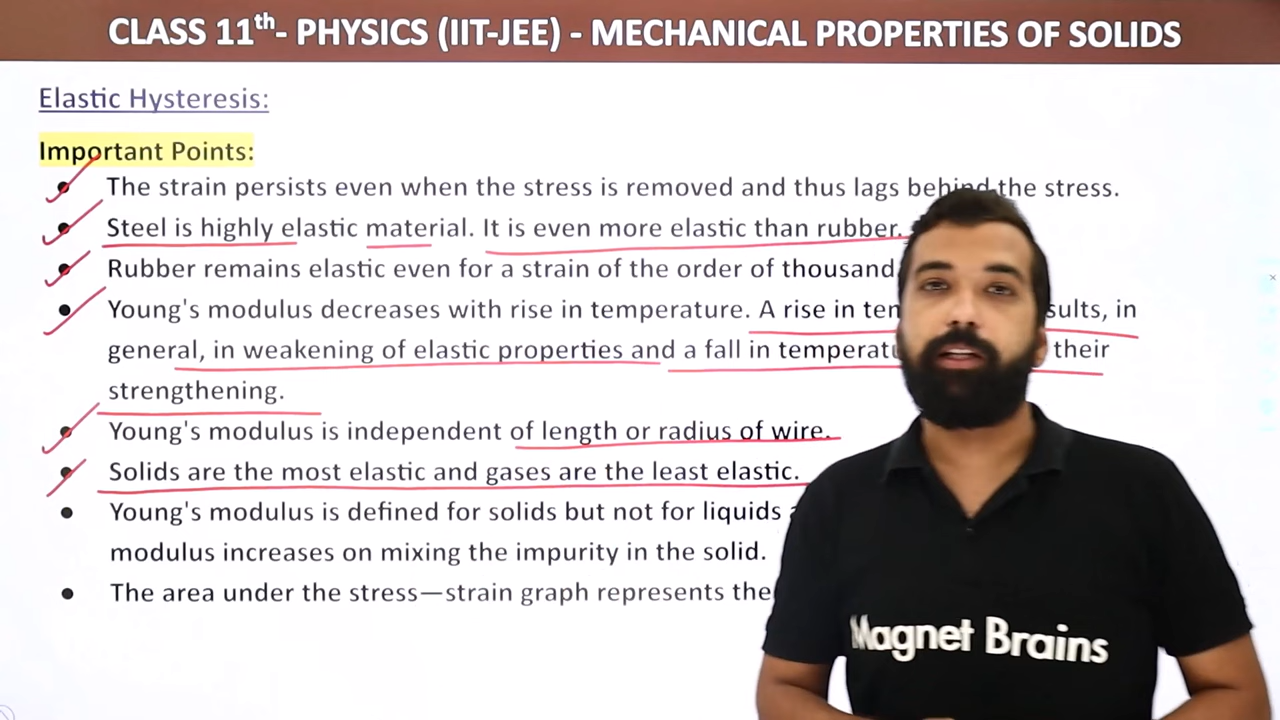 CLASS 11th- PHYSICS (IIT-JEE) - MECHANICAL PROPERTIES OF SOLIDS
Elastic Hysteresis:
Important Points:
The strain persists even when the stress is removed and thus lags behind the stress.
Steel is highly elastic material. It is even more elastic than rubber.
Rubber remains elastic even for a strain of the order of thousand
Young's modulus decreases with rise in temperature. A rise in in
general, in weakening of elastic properties and a fall in their
strengthening.
Young's modulus is independent of length or radius of wire.
Solids are the most elastic and gases are the least elastic.
Young's modulus is defined for solids but not for liquids
modulus increases on mixing the impurity in the solid.
The area under the stress—strain graph represents the
Magnet Brains